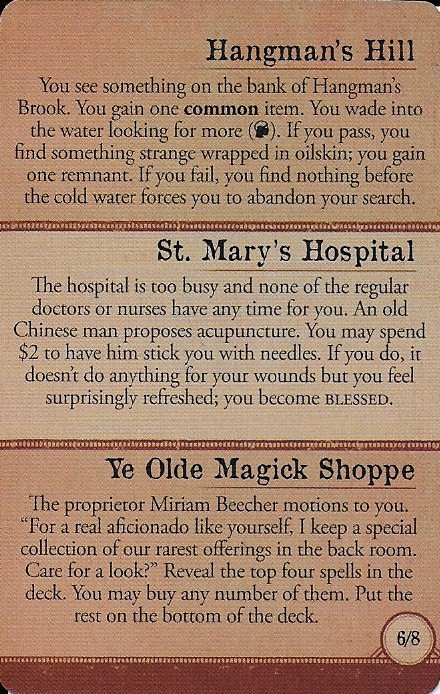 Hangman's Hill
You see something on the bank of Hangman's
Brook. You gain one common item. You wade into
the water looking for more (). If you pass, you
find something strange wrapped in oilskin; you gain
one remnant. If you fail, you find nothing before
the cold water forces you to abandon your search.
St. Mary's Hospital
The hospital is too busy and none of the regular
doctors or nurses have any time for you. An old
Chinese man proposes acupuncture. You may spend
$2 to have him stick you with needles. If you do, it
doesn't do anything for your wounds but you feel
surprisingly refreshed; you become BLESSED.
Ye Olde Magick Shoppe
The proprietor Miriam Beecher motions to you.
“For a real aficionado like yourself, I keep a special
collection of our rarest offerings in the back room.
Care for a look?” Reveal the top four spells in the
deck. You may buy any number of them. Put the
rest on the bottom of the deck.
6/8